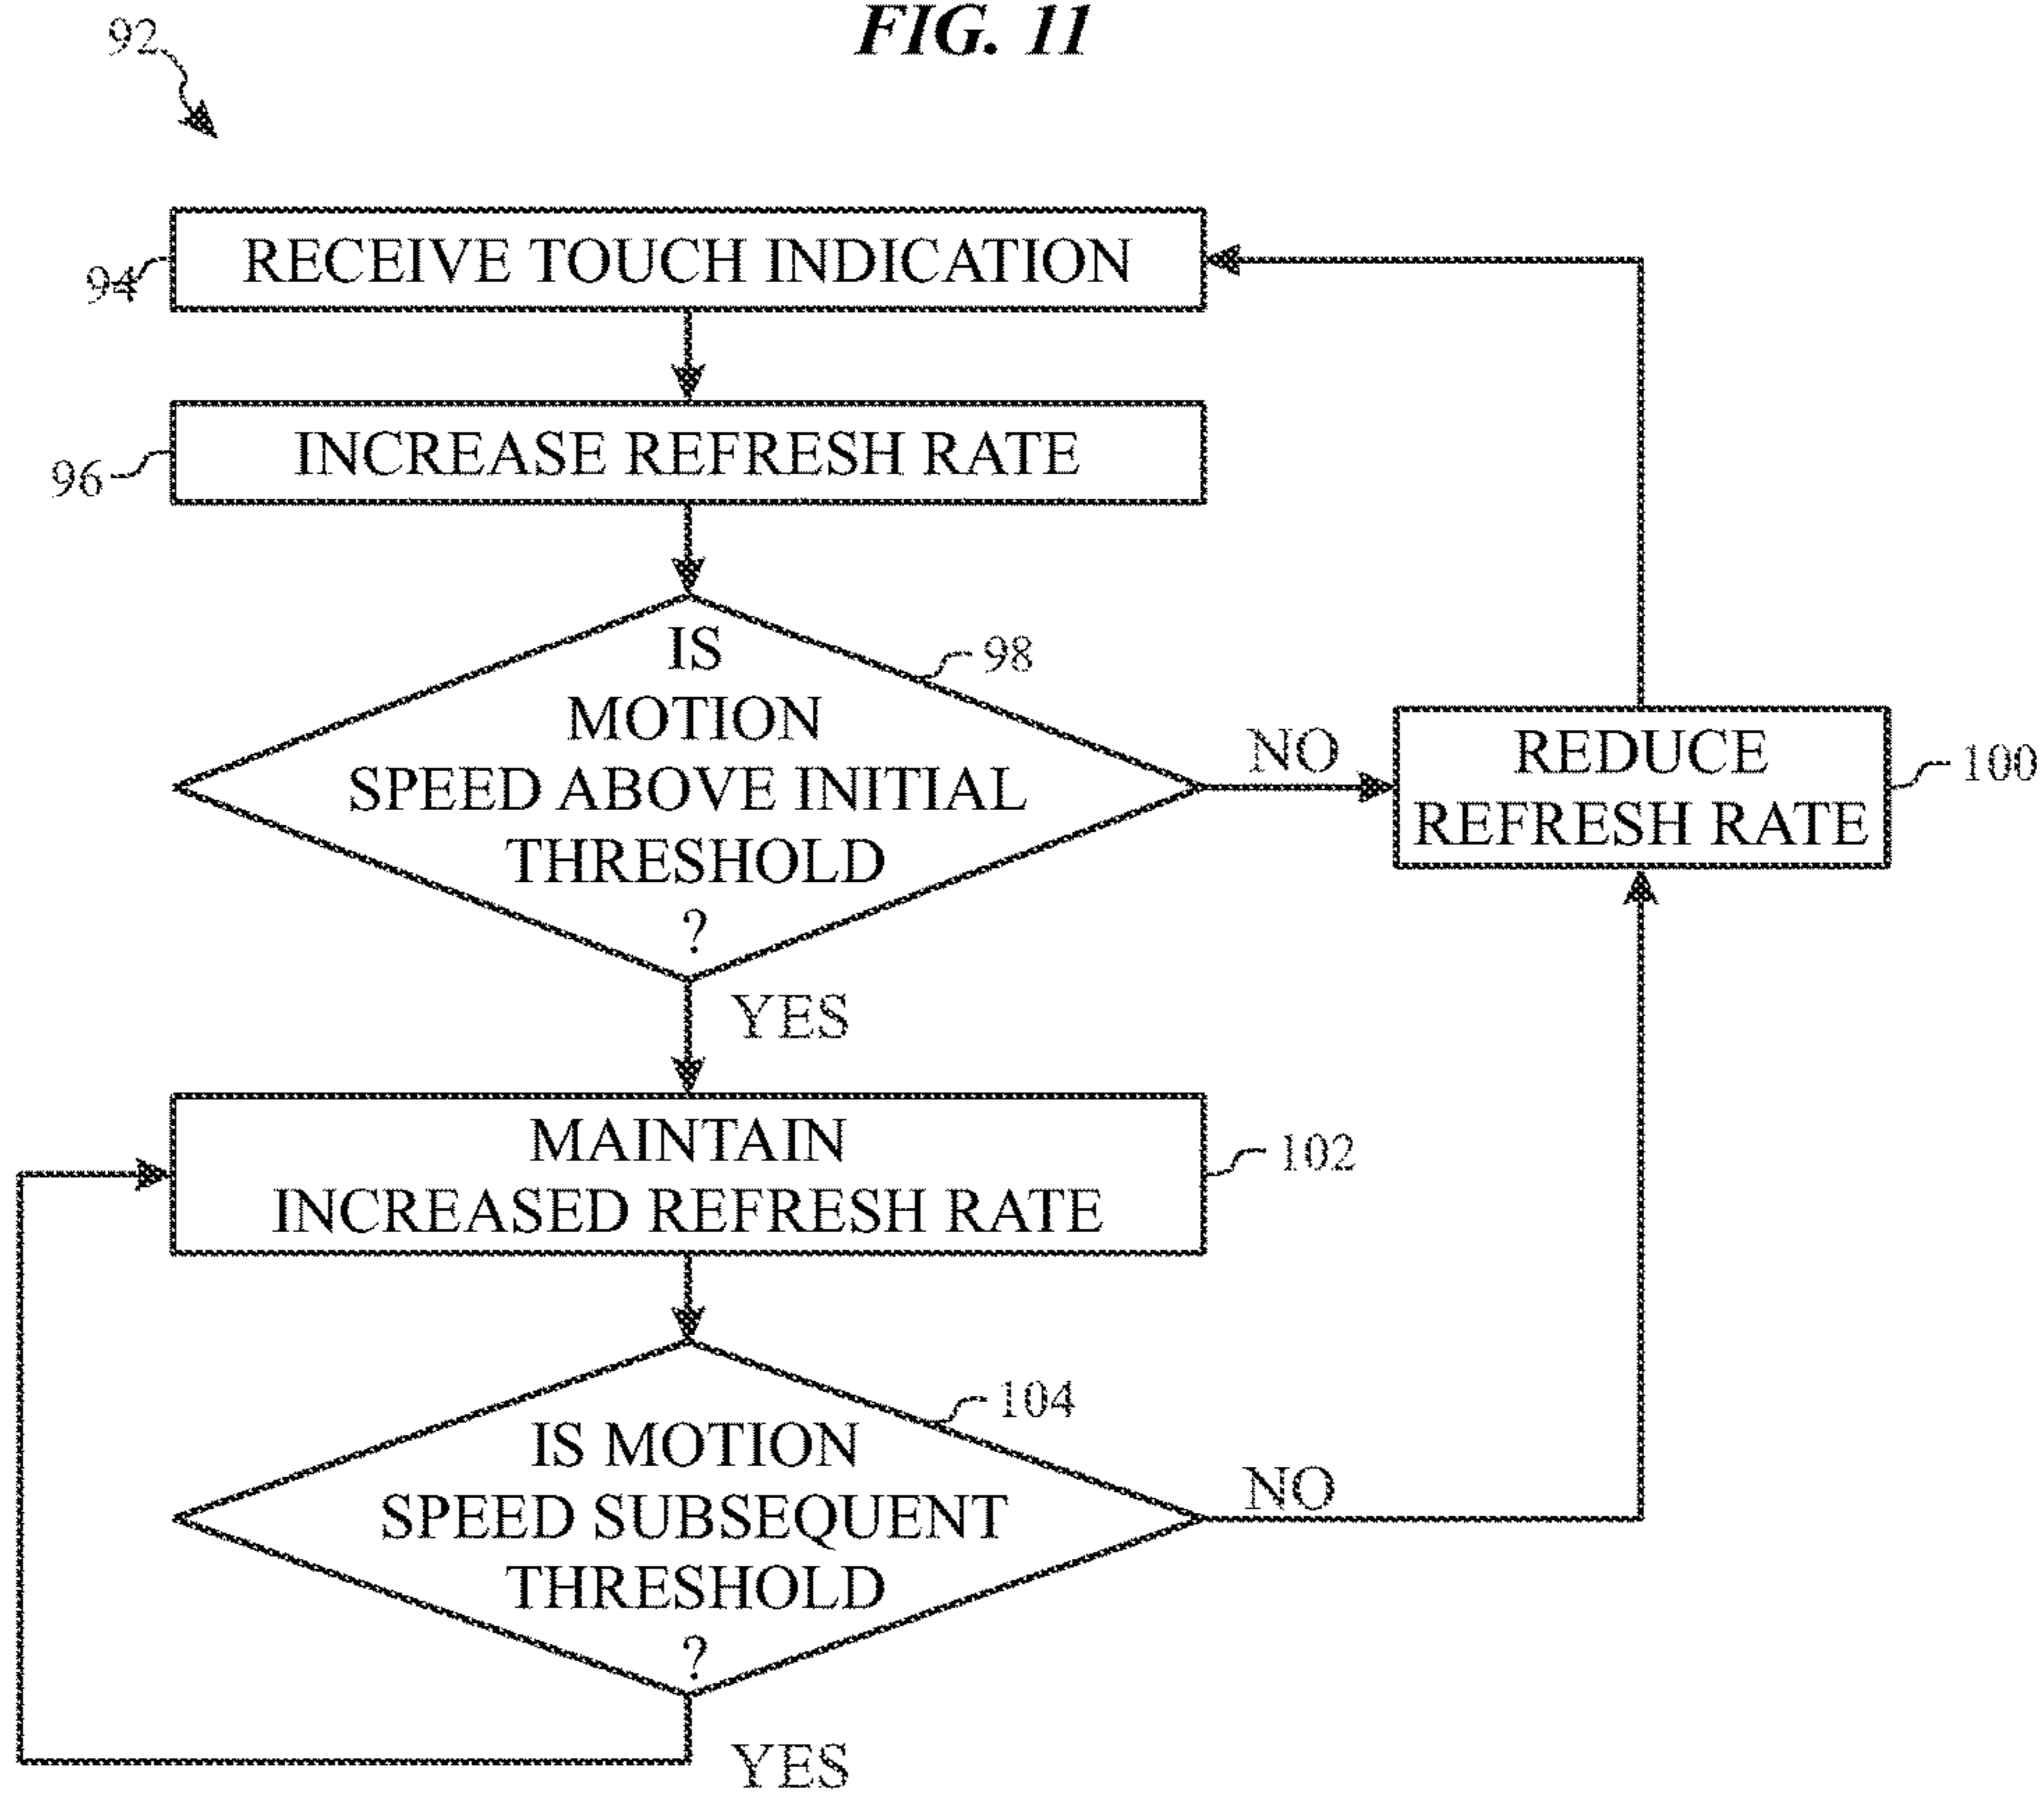 FIG. 11
92
RECEIVE TOUCH INDICATION
94
INCREASE REFRESH RATE
96
IS
MOTION
SPEED ABOVE INITIAL
THRESHOLD
?
98
NO
REDUCE
REFRESH RATE
100
YES
MAINTAIN
INCREASED REFRESH RATE
102
IS MOTION
SPEED SUBSEQUENT
THRESHOLD
?
104
NO
YES